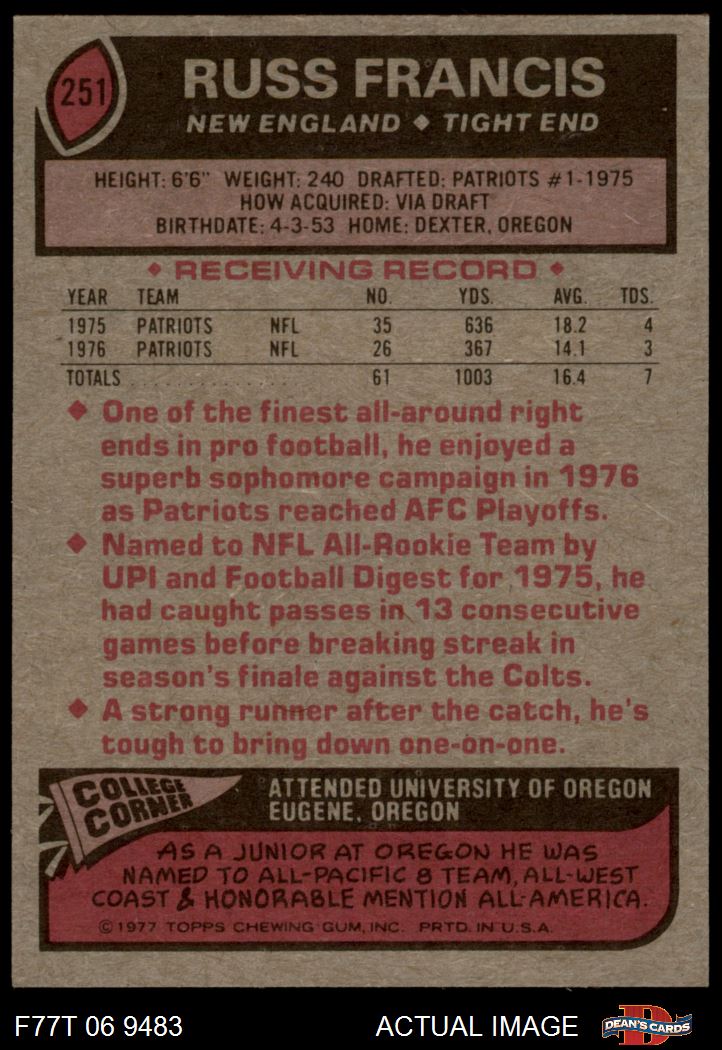 251
RUSS FRANCIS
NEW ENGLAND ◆ TIGHT END
HEIGHT: 6'6" WEIGHT: 240 DRAFTED: PATRIOTS #1-1975
HOW ACQUIRED: VIA DRAFT
BIRTHDATE: 4-3-53 HOME: DEXTER, OREGON
◆ RECEIVING RECORD ◆
YEAR TEAM NO. YDS. AVG. TDS.
1975 PATRIOTS NFL 35 636 18.2 4
1976 PATRIOTS NFL 26 367 14.1 3
TOTALS . . . . . . . . . . . . . . 61 1003 16.4 7
◆ One of the finest all-around right
ends in pro football, he enjoyed a
superb sophomore campaign in 1976
as Patriots reached AFC Playoffs.
◆ Named to NFL All-Rookie Team by
UPI and Football Digest for 1975, he
had caught passes in 13 consecutive
games before breaking streak in
season's finale against the Colts.
◆ A strong runner after the catch, he's
tough to bring down one-on-one.
COLLEGE
CORNER
ATTENDED UNIVERSITY OF OREGON
EUGENE, OREGON
AS A JUNIOR AT OREGON HE WAS
NAMED TO ALL-PACIFIC 8 TEAM, ALL-WEST
COAST & HONORABLE MENTION ALL-AMERICA.
© 1977 TOPPS CHEWING GUM, INC. PRTD. IN U.S.A.
F77T 06 9483 ACTUAL IMAGE
D
DEAN'S CARDS